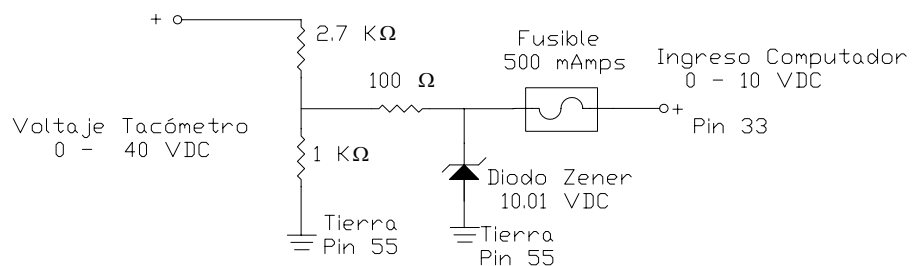 +
2.7 KΩ
Fusible
500 mAmps
Ingreso Computador
0 - 10 VDC
100 Ω
+
Pin 33
Voltaje Tacómetro
0 - 40 VDC
1 KΩ
Diodo Zener
10.01 VDC
Tierra
Pin 55
Tierra
Pin 55